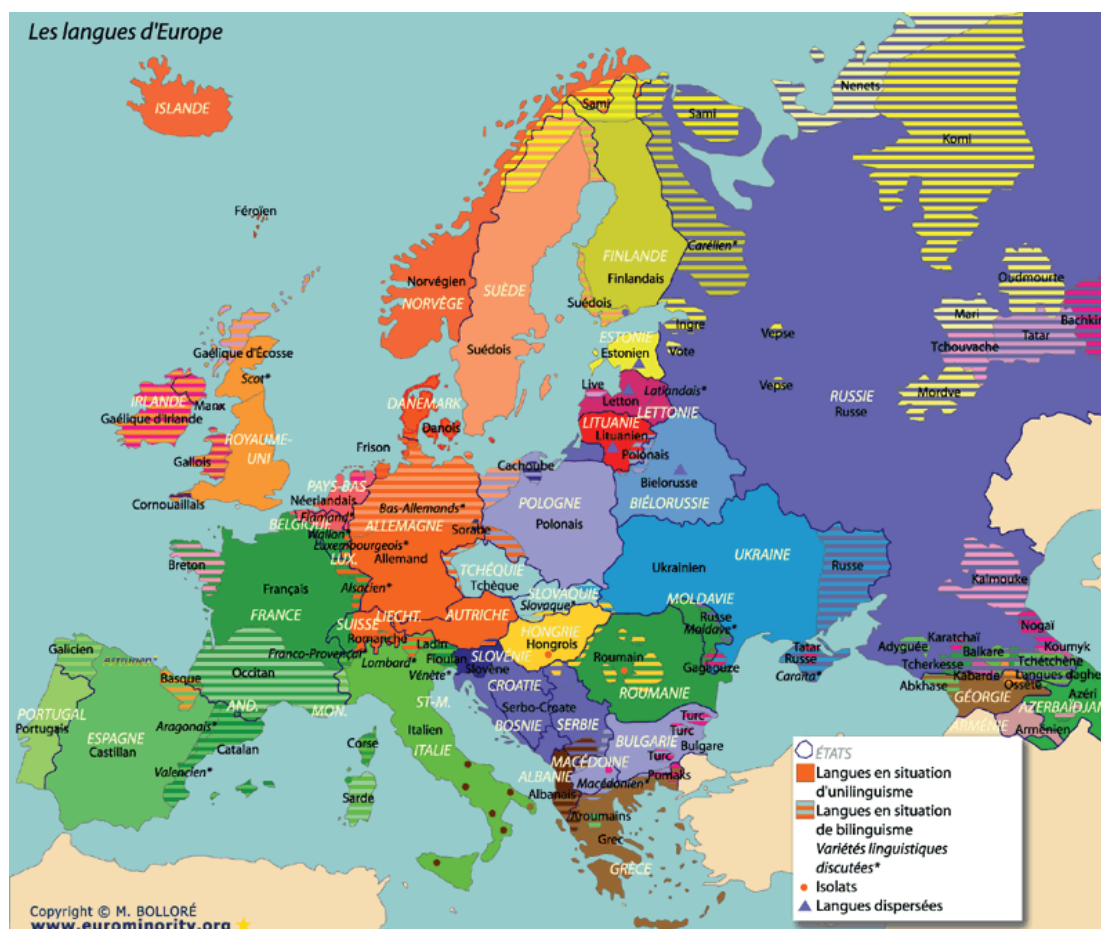 Les langues d'Europe
ISLANDE
Sami
Sami
Nenets
Komi
Féroïen
Carélien*
FINLANDE
Finlandais
Norvégien
NORVÈGE
SUÈDE
Suédois
Suédois
Oudmourte
Mari
Bachkir
Tatar
Tchouvache
Ingre
Vepse
ESTONIE
Estonien
Vote
Gaélique d'Écosse
Scot*
Live
Latlandais*
Vepse
Mordve
RUSSIE
Russe
Letton
LETTONIE
IRLANDE
Manx
Gaélique d'Irlande
DANEMARK
Danois
LITUANIE
Lituanien
ROYAUME-
UNI
Frison
Polonais
Gallois
Cachoube
Bielorusse
PAYS-BAS
Cornouaillais
Néerlandais
Bas-Allemands*
POLOGNE
BIÉLORUSSIE
Flamand*
BELGIQUE
ALLEMAGNE
Polonais
Wallon*
Sorabe
Luxembourgeois*
UKRAINE
Breton
LUX.
Allemand
TCHÉQUIE
Tchèque
Ukrainien
Russe
Kalmouke
Français
Alsacien*
SLOVAQUIE
Slovaque*
MOLDAVIE
FRANCE
LIECHT.
AUTRICHE
SUISSE
HONGRIE
Hongrois
Russe
Moldave*
Nogaï
Romanche
Ladin
Karatchaï
Koumyk
Galicien
Asturien*
Franco-Provençal*
Lombard*
Frioulan
SLOVÉNIE
Slovène
Roumain
Tatar
Russe
Adyguée
Balkare
Tchétchène
Basque
Occitan
Vénète*
Gagaouze
Caraïta*
Tcherkesse
Kabarde
Langues daghe
CROATIE
ROUMANIE
Abkhase
Ossète
PORTUGAL
Portugais
Aragonais*
AND.
MON.
ST-M.
Serbo-Croate
GÉORGIE
Azéri
ESPAGNE
Castillan
BOSNIE
SERBIE
Turc
AZERBAÏDJAN
Catalan
Corse
Italien
ITALIE
BULGARIE
Turc
Bulgare
ARMÉNIE
Arménien
Valencien*
MACÉDOINE
Turc
ALBANIE
Macédonien*
Pomaks
Sarde
Albanais
Aroumains
Grec
GRÈCE
ÉTATS
Langues en situation
d'unilinguisme
Langues en situation
de bilinguisme
Variétés linguistiques
discutées*
Isolats
Langues dispersées
Copyright © M. BOLLORÉ
www.eurominority.org